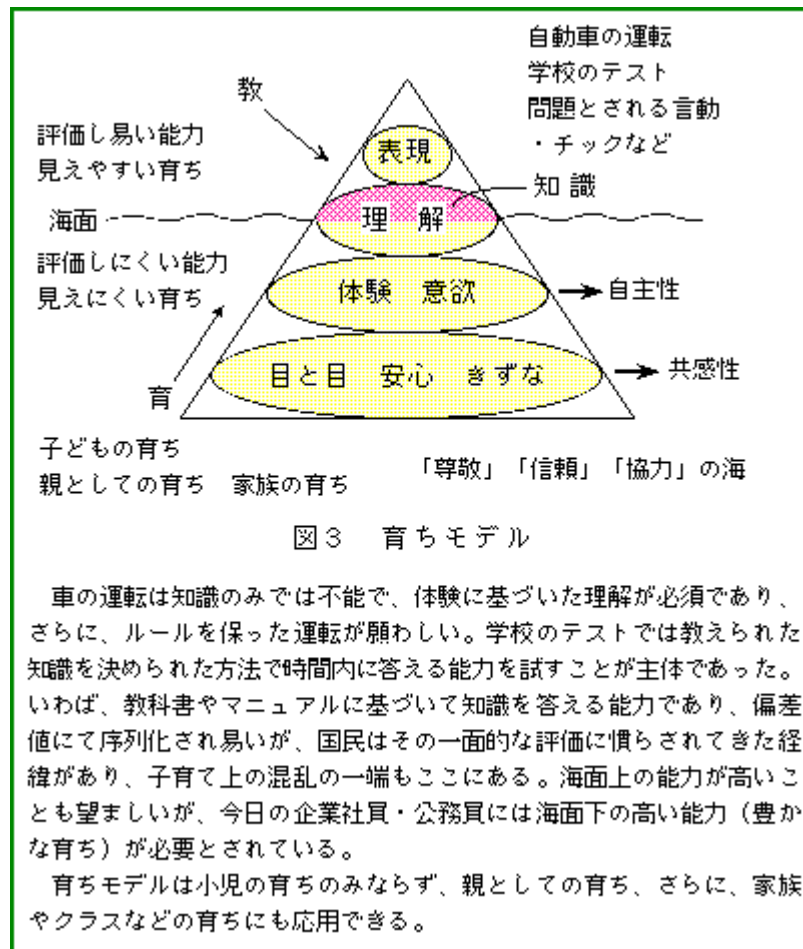 自動車の運転
学校のテスト
問題とされる言動
・チックなど
教
評価し易い能力
見えやすい育ち
表現
知識
海面
理 解
評価しにくい能力
見えにくい育ち
体験 意欲
自主性
目と目 安心 きずな
共感性
育
子どもの育ち
親としての育ち 家族の育ち
「尊敬」「信頼」「協力」の海
図3 育ちモデル
車の運転は知識のみでは不能で、体験に基づいた理解が必須であり、
さらに、ルールを保った運転が願わしい。学校のテストでは教えられた
知識を決められた方法で時間内に答える能力を試すことが主体であった。
いわば、教科書やマニュアルに基づいて知識を答える能力であり、偏差
値にて序列化され易いが、国民はその一面的な評価に慣らされてきた経
緯があり、子育て上の混乱の一端もここにある。海面上の能力が高いこ
とも望ましいが、今日の企業社員・公務員には海面下の高い能力（豊か
な育ち）が必要とされている。
育ちモデルは小児の育ちのみならず、親としての育ち、さらに、家族
やクラスなどの育ちにも応用できる。